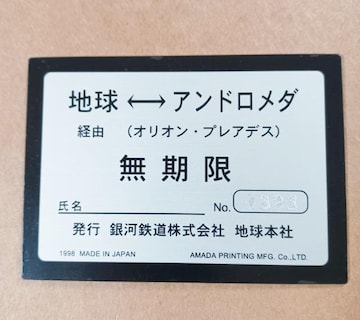 地球 ⟷ アンドロメダ
経由 (オリオン・プレアデス)
無期限
氏名 No.
発行 銀河鉄道株式会社 地球本社
1998 MADE IN JAPAN AMADA PRINTING MFG. Co.,LTD.